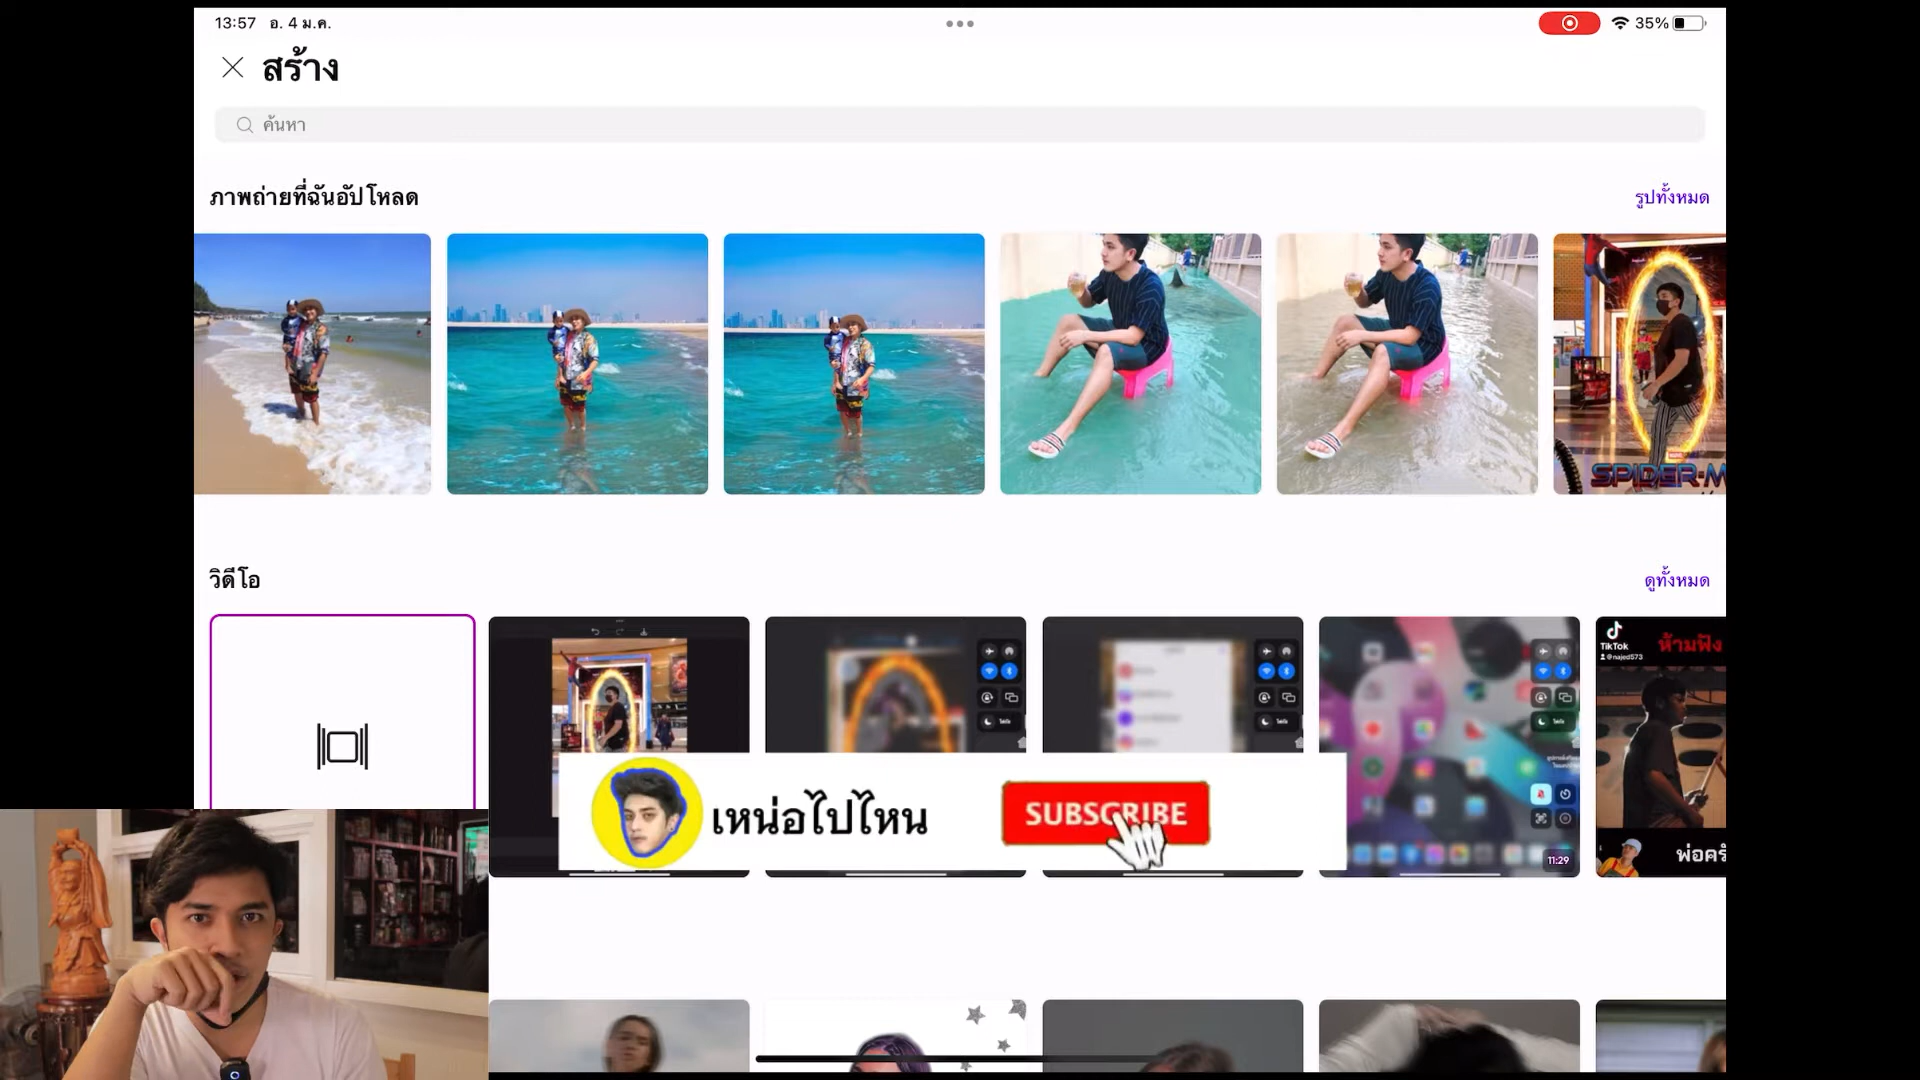 13:57 อ. 4 ม.ค.
35%
สร้าง
ค้นหา
ภาพถ่ายที่ฉันอัปโหลด
รูปทั้งหมด
SPIDER-M
วิดีโอ
ดูทั้งหมด
TikTok
@najed573
ห้ามฟัง
เหน่อไปไหน
SUBSCRIBE
11:29
พ่อครั